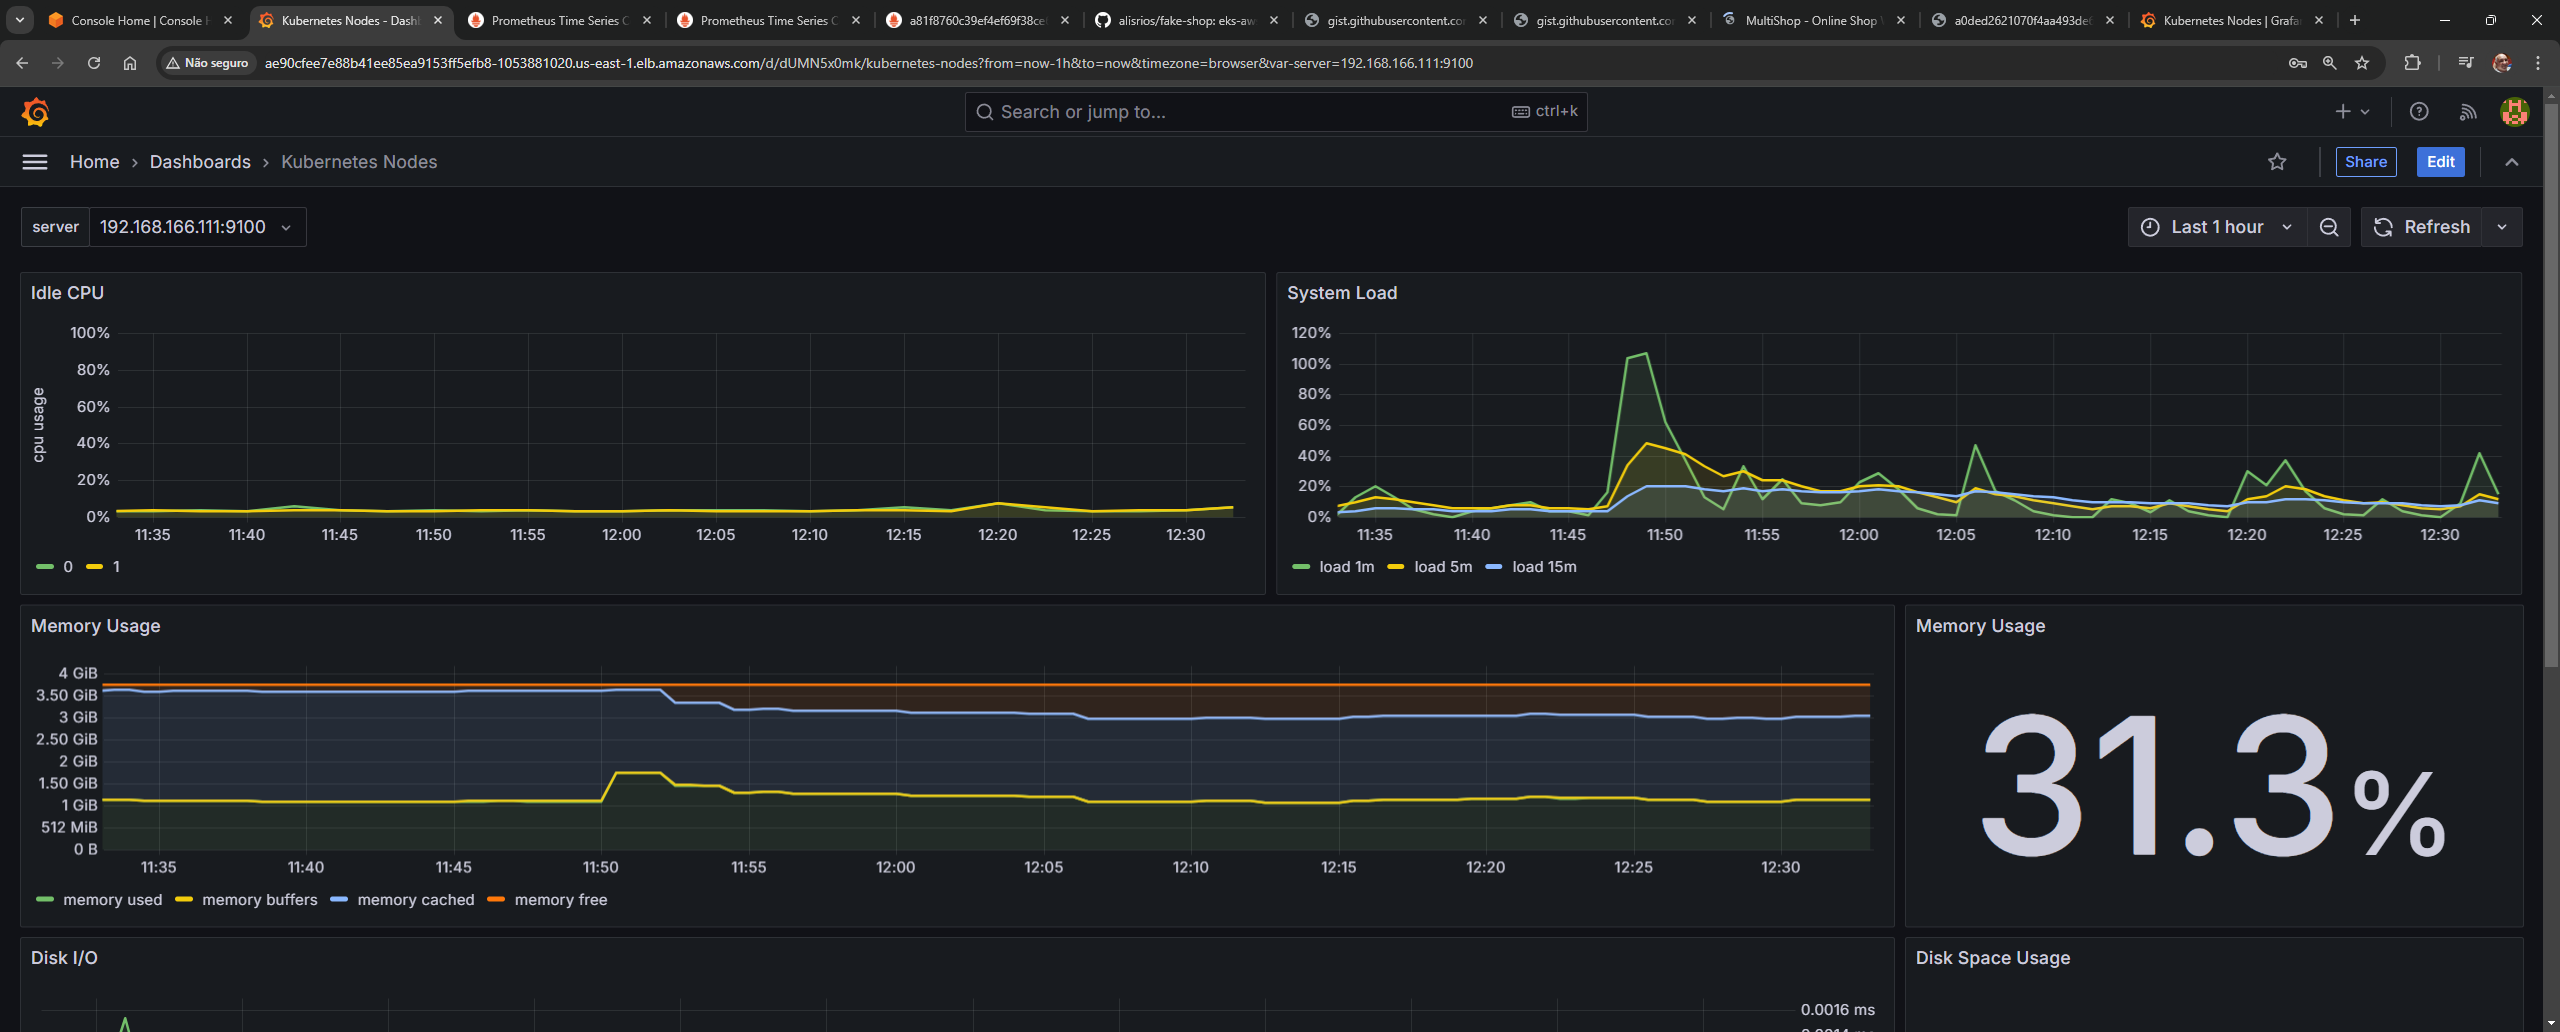 Console Home | Console H
Kubernetes Nodes - Dashl
Prometheus Time Series C
Prometheus Time Series C
a81f8760c39ef4ef69f38ce
alisrios/fake-shop: eks-aw
gist.githubusercontent.co
gist.githubusercontent.co
MultiShop - Online Shop
a0ded2621070f4aa493de
Kubernetes Nodes | Grafa
Não seguro
ae90cfee7e88b41ee85ea9153ff5efb8-1053881020.us-east-1.elb.amazonaws.com/d/dUMN5x0mk/kubernetes-nodes?from=now-1h&to=now&timezone=browser&var-server=192.168.166.111:9100
Search or jump to...
ctrl+k
Home › Dashboards › Kubernetes Nodes
Share
Edit
server 192.168.166.111:9100
Last 1 hour
Refresh
Idle CPU
cpu usage
100%
80%
60%
40%
20%
0%
11:35 11:40 11:45 11:50 11:55 12:00 12:05 12:10 12:15 12:20 12:25 12:30
0 1
System Load
120%
100%
80%
60%
40%
20%
0%
11:35 11:40 11:45 11:50 11:55 12:00 12:05 12:10 12:15 12:20 12:25 12:30
load 1m load 5m load 15m
Memory Usage
4 GiB
3.50 GiB
3 GiB
2.50 GiB
2 GiB
1.50 GiB
1 GiB
512 MiB
0 B
11:35 11:40 11:45 11:50 11:55 12:00 12:05 12:10 12:15 12:20 12:25 12:30
memory used memory buffers memory cached memory free
Memory Usage
31.3%
Disk I/O
0.0016 ms
Disk Space Usage